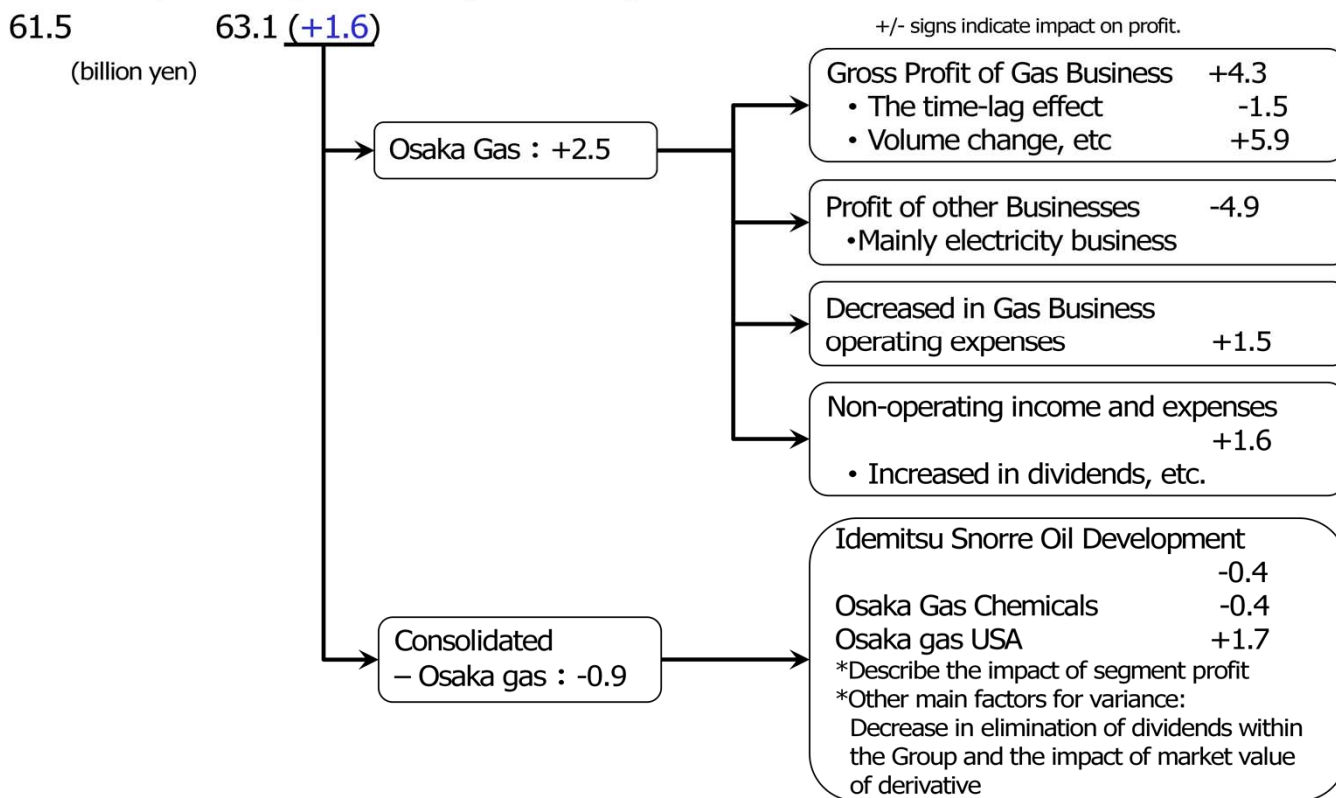 61.5 63.1 (+1.6)
+/- signs indicate impact on profit.
(billion yen)
Osaka Gas：+2.5
Gross Profit of Gas Business +4.3
・The time-lag effect -1.5
・Volume change, etc +5.9
Profit of other Businesses -4.9
・Mainly electricity business
Decreased in Gas Business
operating expenses +1.5
Non-operating income and expenses
+1.6
・Increased in dividends, etc.
Consolidated
– Osaka gas：-0.9
Idemitsu Snorre Oil Development
-0.4
Osaka Gas Chemicals -0.4
Osaka gas USA +1.7
*Describe the impact of segment profit
*Other main factors for variance:
Decrease in elimination of dividends within
the Group and the impact of market value
of derivative